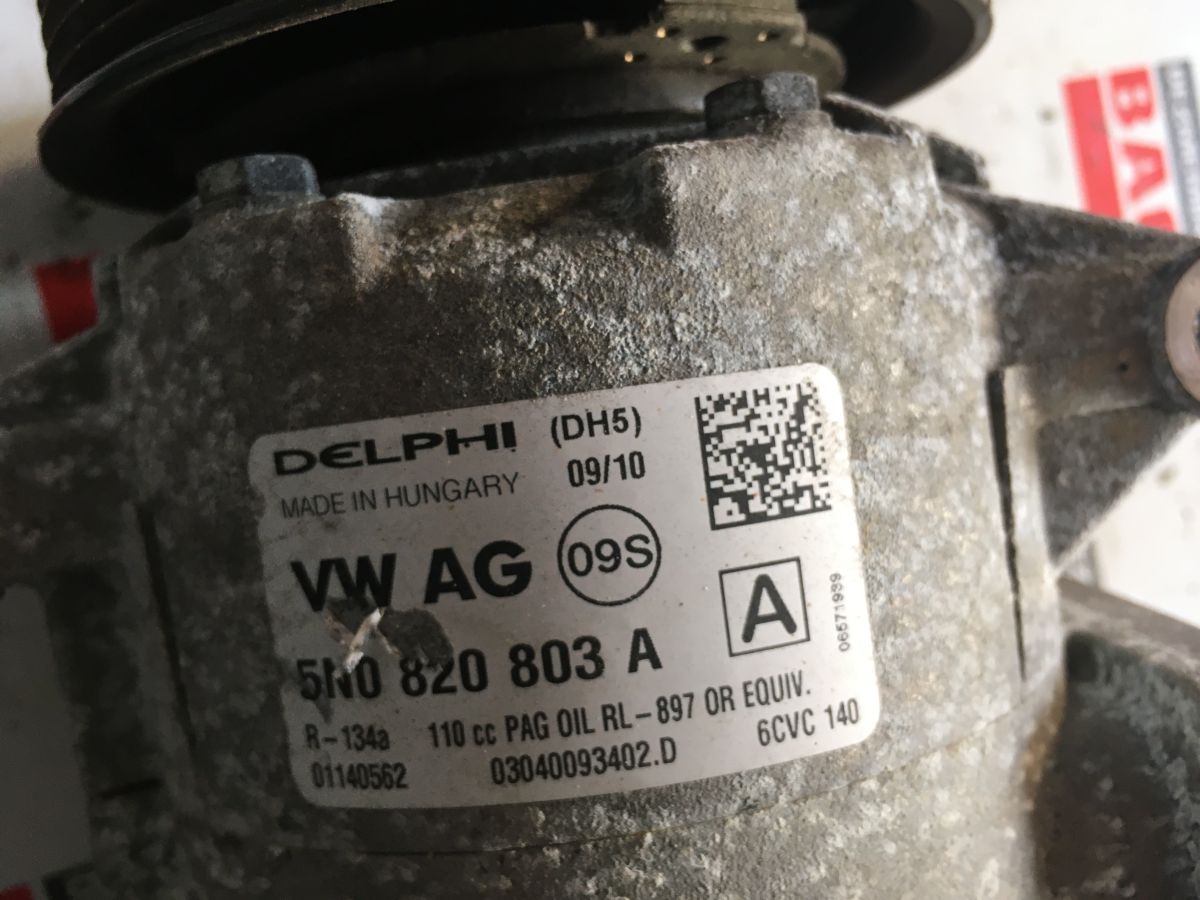 DELPHI (DH5)
MADE IN HUNGARY 09/10
VW AG 09S
A
06571939
5N0 820 803 A
R-134a 110 cc PAG OIL RL-897 OR EQUIV.
01140562 03040093402.D 6CVC 140